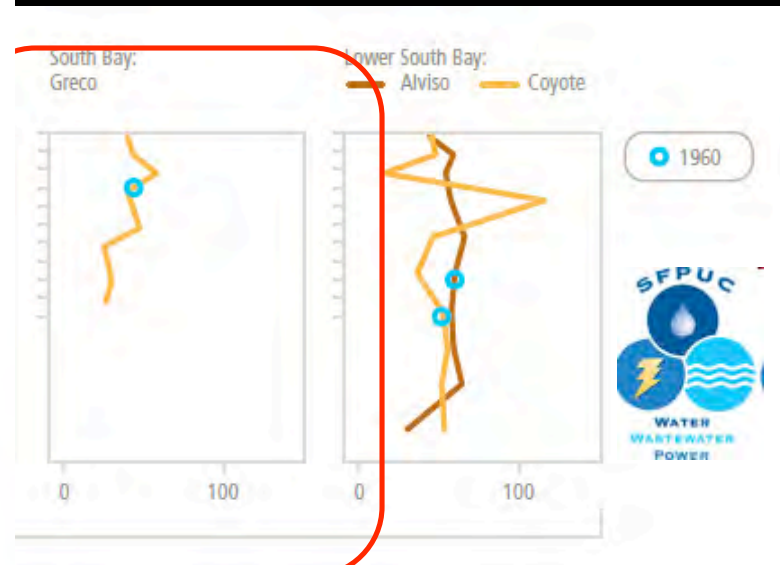 South Bay:
Greco
Lower South Bay:
Alviso Coyote
1960
SFPUC
WATER
WASTEWATER
POWER
0 100
0 100